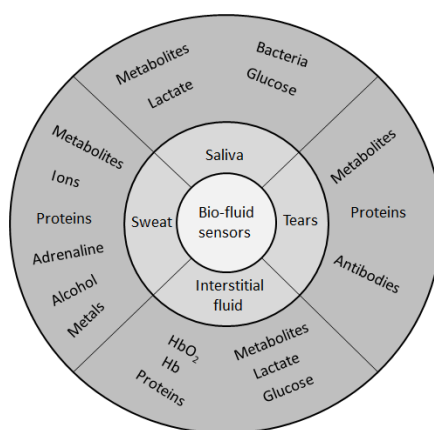 Metabolites
Lactate
Bacteria
Glucose
Metabolites
Ions
Proteins
Adrenaline
Alcohol
Metals
Saliva
Sweat
Bio-fluid
sensors
Tears
Interstitial
fluid
Metabolites
Proteins
Antibodies
HbO₂
Hb
Proteins
Metabolites
Lactate
Glucose